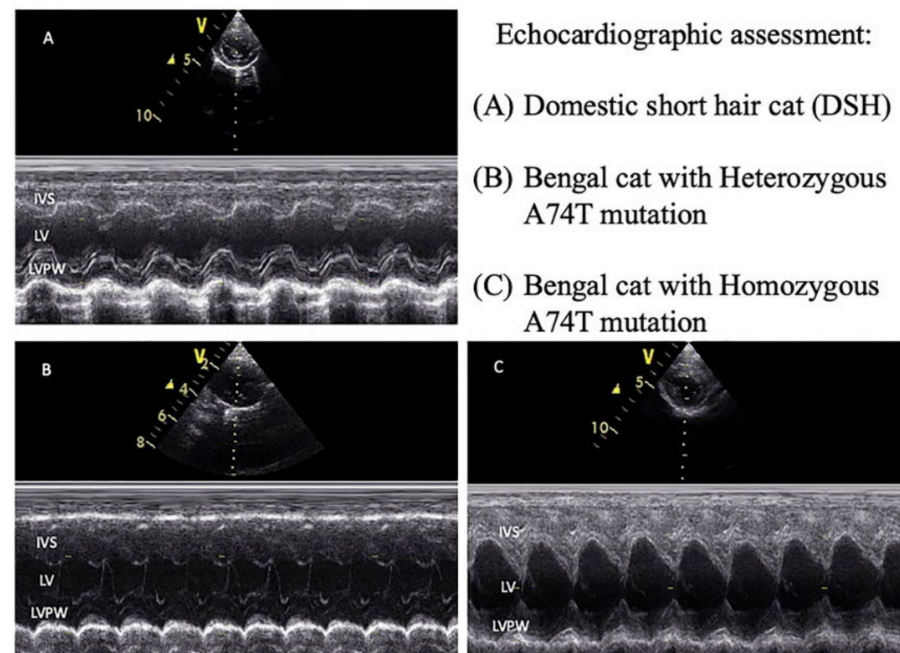 A
V
5
10
IVS
LV
LVPW
Echocardiographic assessment:
(A) Domestic short hair cat (DSH)
(B) Bengal cat with Heterozygous
A74T mutation
(C) Bengal cat with Homozygous
A74T mutation
B
V
2
4
6
8
IVS
LV
LVPW
C
V
5
10
IVS
LV
LVPW